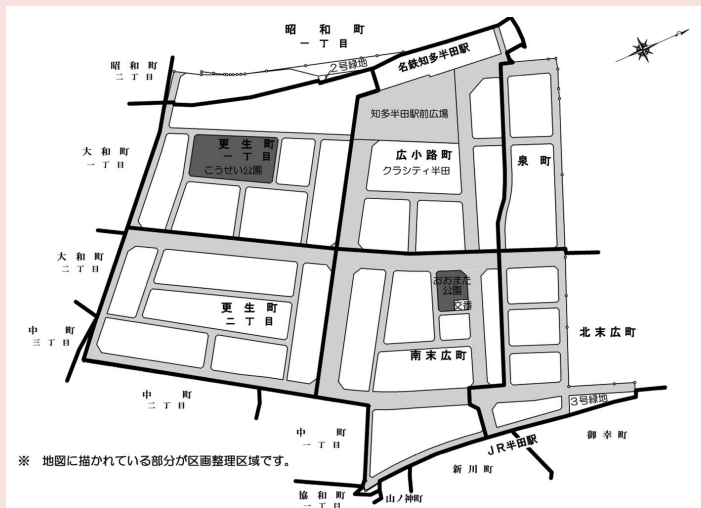 昭和町
一丁目
昭和町
二丁目
2号緑地
名鉄知多半田駅
知多半田駅前広場
大和町
一丁目
更生町
一丁目
こうせい公園
広小路町
クラシティ半田
泉町
大和町
二丁目
おおまた
公園
交番
更生町
二丁目
中町
三丁目
南末広町
北末広町
中町
二丁目
3号緑地
中町
一丁目
JR半田駅
御幸町
※ 地図に描かれている部分が区画整理区域です。
新川町
協和町
一丁目
山ノ神町